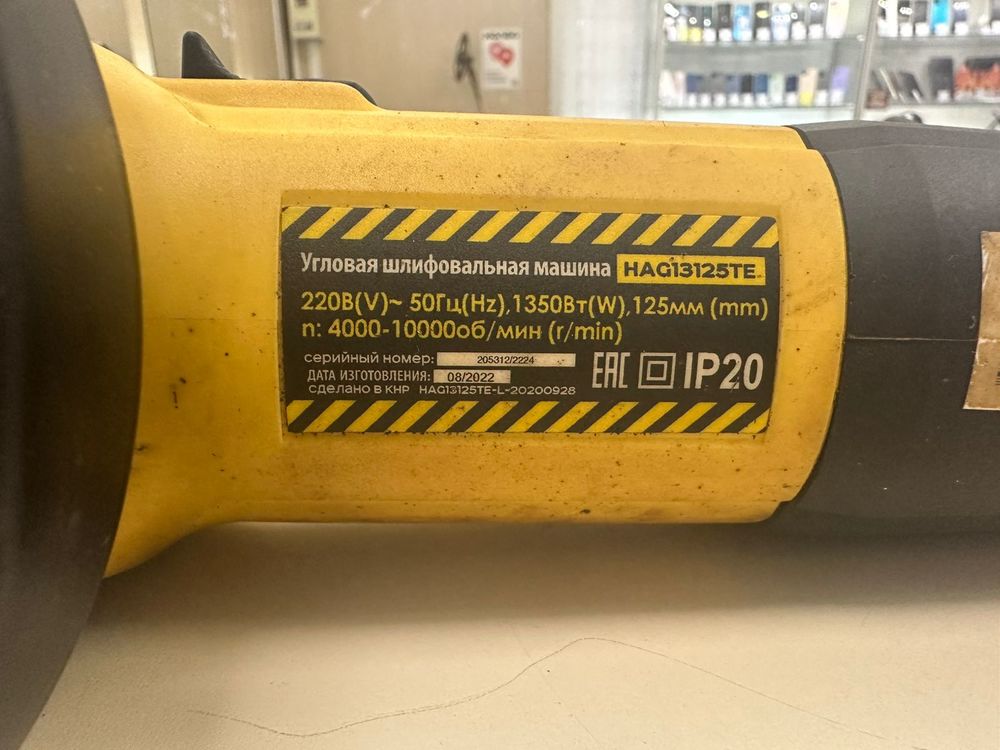 Угловая шлифовальная машина HAG13125TE
220В(V)~ 50Гц(Hz),1350Вт(W),125мм (mm)
n: 4000-10000об/мин (r/min)
серийный номер: 205312/2224
ДАТА ИЗГОТОВЛЕНИЯ: 08/2022
сделано в КНР HAG13125TE-L-20200928
EAC IP20